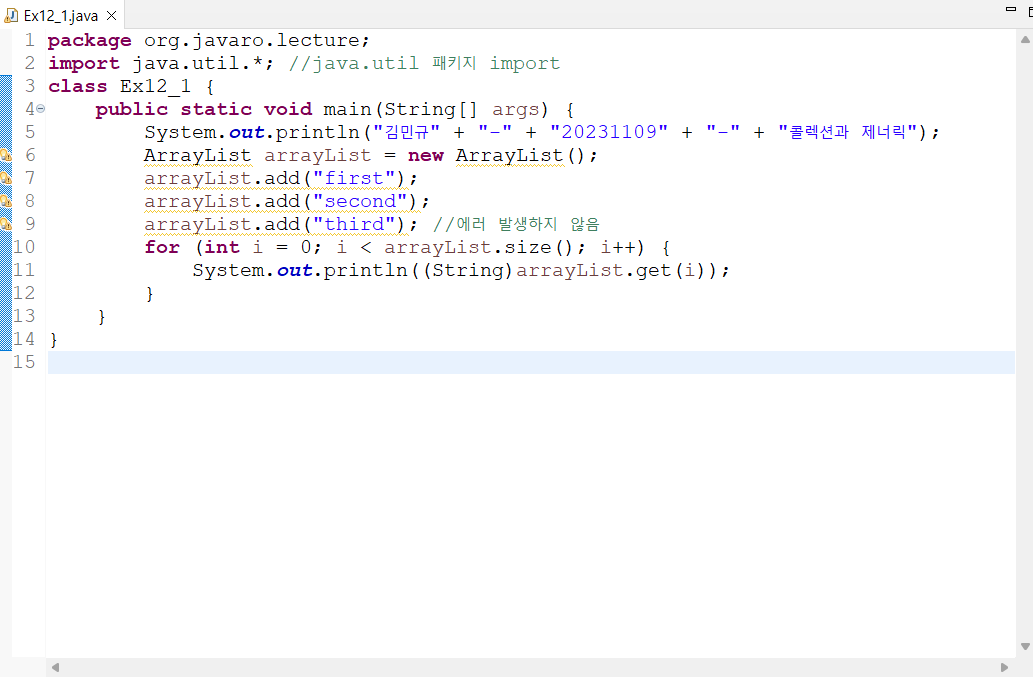 Ex12_1.java
1 package org.javaro.lecture;
2 import java.util.*; //java.util 패키지 import
3 class Ex12_1 {
4 public static void main(String[] args) {
5 System.out.println("김민규" + "-" + "20231109" + "-" + "콜렉션과 제너릭");
6 ArrayList arrayList = new ArrayList();
7 arrayList.add("first");
8 arrayList.add("second");
9 arrayList.add("third"); //에러 발생하지 않음
10 for (int i = 0; i < arrayList.size(); i++) {
11 System.out.println((String)arrayList.get(i));
12 }
13 }
14 }
15